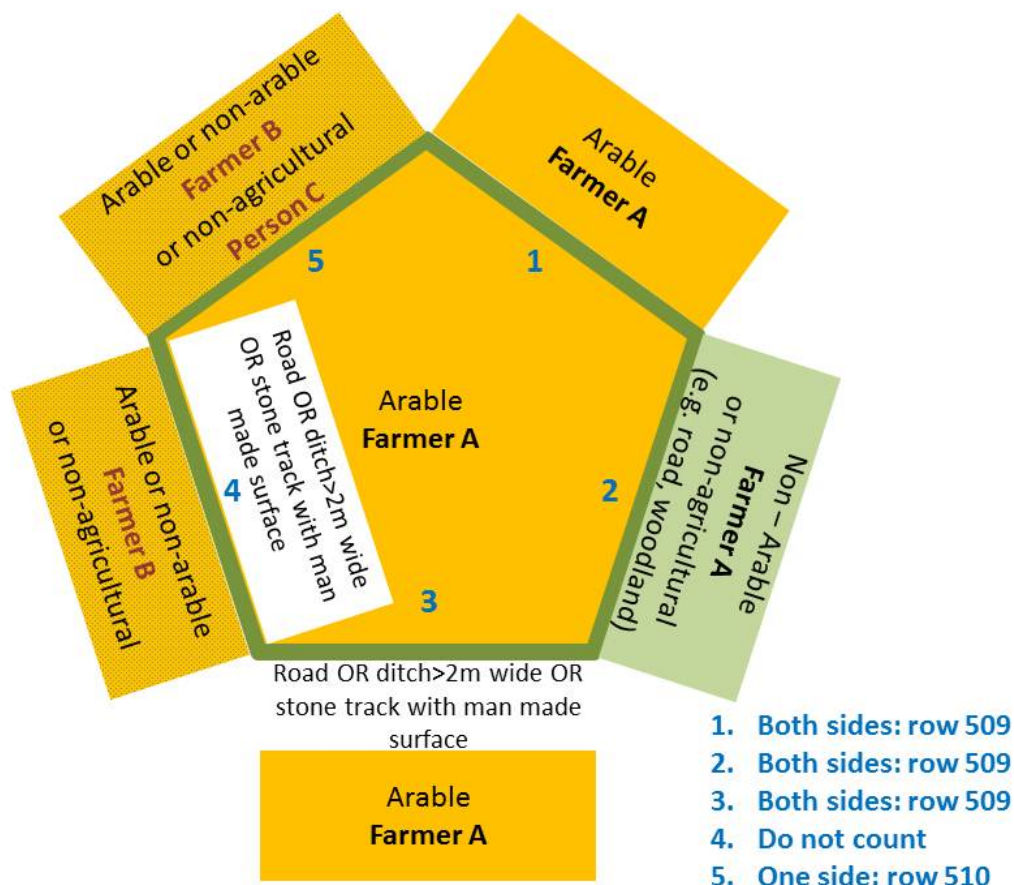 Arable or non-arable
Farmer B
or non-agricultural
Person C
Arable
Farmer A
5
1
Road OR ditch>2m wide
OR stone track with man
made surface
Arable
Farmer A
Non – Arable
Farmer A
or non-agricultural
(e.g. road, woodland)
Arable or non-arable
Farmer B
or non-agricultural
4
2
3
Road OR ditch>2m wide OR
stone track with man made
surface
Arable
Farmer A
1. Both sides: row 509
2. Both sides: row 509
3. Both sides: row 509
4. Do not count
5. One side: row 510